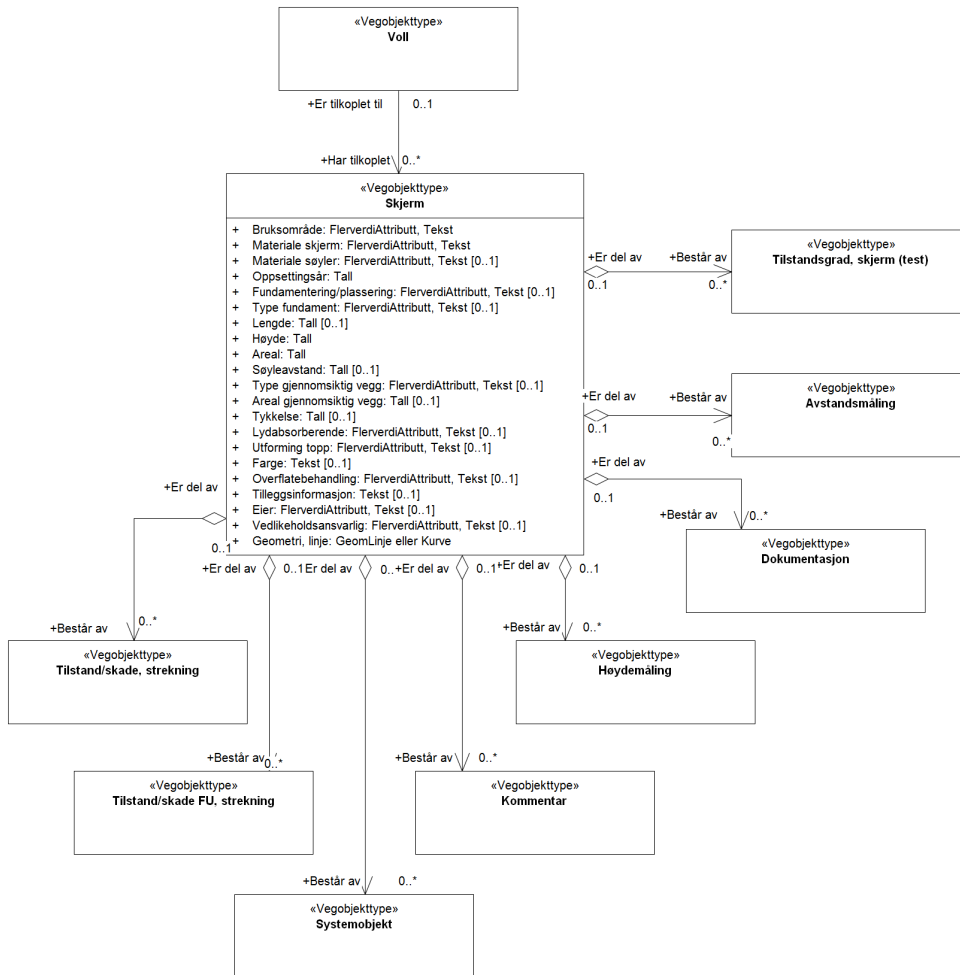 «Vegobjekttype»
Voll
+Er tilkoplet til 0..1
+Har tilkoplet 0..*
«Vegobjekttype»
Skjerm
+ Bruksområde: FlerverdiAttributt, Tekst
+ Materiale skjerm: FlerverdiAttributt, Tekst
+ Materiale søyler: FlerverdiAttributt, Tekst [0..1]
+ Oppsettingsår: Tall
+ Fundamentering/plassering: FlerverdiAttributt, Tekst [0..1]
+ Type fundament: FlerverdiAttributt, Tekst [0..1]
+ Lengde: Tall [0..1]
+ Høyde: Tall
+ Areal: Tall
+ Søyleavstand: Tall [0..1]
+ Type gjennomsiktig vegg: FlerverdiAttributt, Tekst [0..1]
+ Areal gjennomsiktig vegg: Tall [0..1]
+ Tykkelse: Tall [0..1]
+ Lydabsorberende: FlerverdiAttributt, Tekst [0..1]
+ Utforming topp: FlerverdiAttributt, Tekst [0..1]
+ Farge: Tekst [0..1]
+ Overflatebehandling: FlerverdiAttributt, Tekst [0..1]
+ Tilleggsinformasjon: Tekst [0..1]
+ Eier: FlerverdiAttributt, Tekst [0..1]
+ Vedlikeholdsansvarlig: FlerverdiAttributt, Tekst [0..1]
+ Geometri, linje: GeomLinje eller Kurve
+Er del av +Består av
0..1 0..*
«Vegobjekttype»
Tilstandsgrad, skjerm (test)
+Er del av +Består av
0..1 0..*
«Vegobjekttype»
Avstandsmåling
+Er del av
0..1
+Består av 0..*
«Vegobjekttype»
Dokumentasjon
+Er del av
0..1
+Består av 0..*
«Vegobjekttype»
Tilstand/skade, strekning
+Er del av 0..1
+Består av 0..*
«Vegobjekttype»
Tilstand/skade FU, strekning
+Er del av
+Består av 0..*
«Vegobjekttype»
Systemobjekt
+Er del av 0..1
+Består av 0..*
«Vegobjekttype»
Kommentar
+Er del av 0..1
+Består av 0..*
«Vegobjekttype»
Høydemåling